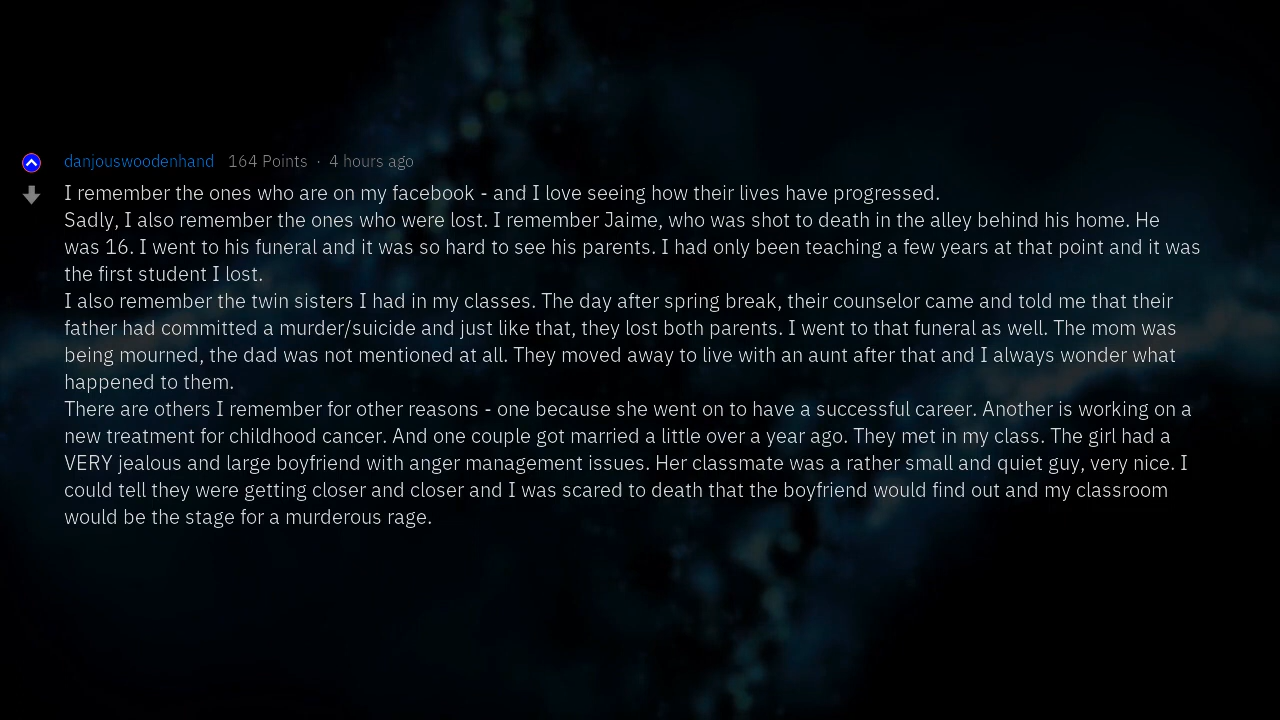 danjouswoodenhand 164 Points · 4 hours ago
I remember the ones who are on my facebook - and I love seeing how their lives have progressed.
Sadly, I also remember the ones who were lost. I remember Jaime, who was shot to death in the alley behind his home. He
was 16. I went to his funeral and it was so hard to see his parents. I had only been teaching a few years at that point and it was
the first student I lost.
I also remember the twin sisters I had in my classes. The day after spring break, their counselor came and told me that their
father had committed a murder/suicide and just like that, they lost both parents. I went to that funeral as well. The mom was
being mourned, the dad was not mentioned at all. They moved away to live with an aunt after that and I always wonder what
happened to them.
There are others I remember for other reasons - one because she went on to have a successful career. Another is working on a
new treatment for childhood cancer. And one couple got married a little over a year ago. They met in my class. The girl had a
VERY jealous and large boyfriend with anger management issues. Her classmate was a rather small and quiet guy, very nice. I
could tell they were getting closer and closer and I was scared to death that the boyfriend would find out and my classroom
would be the stage for a murderous rage.